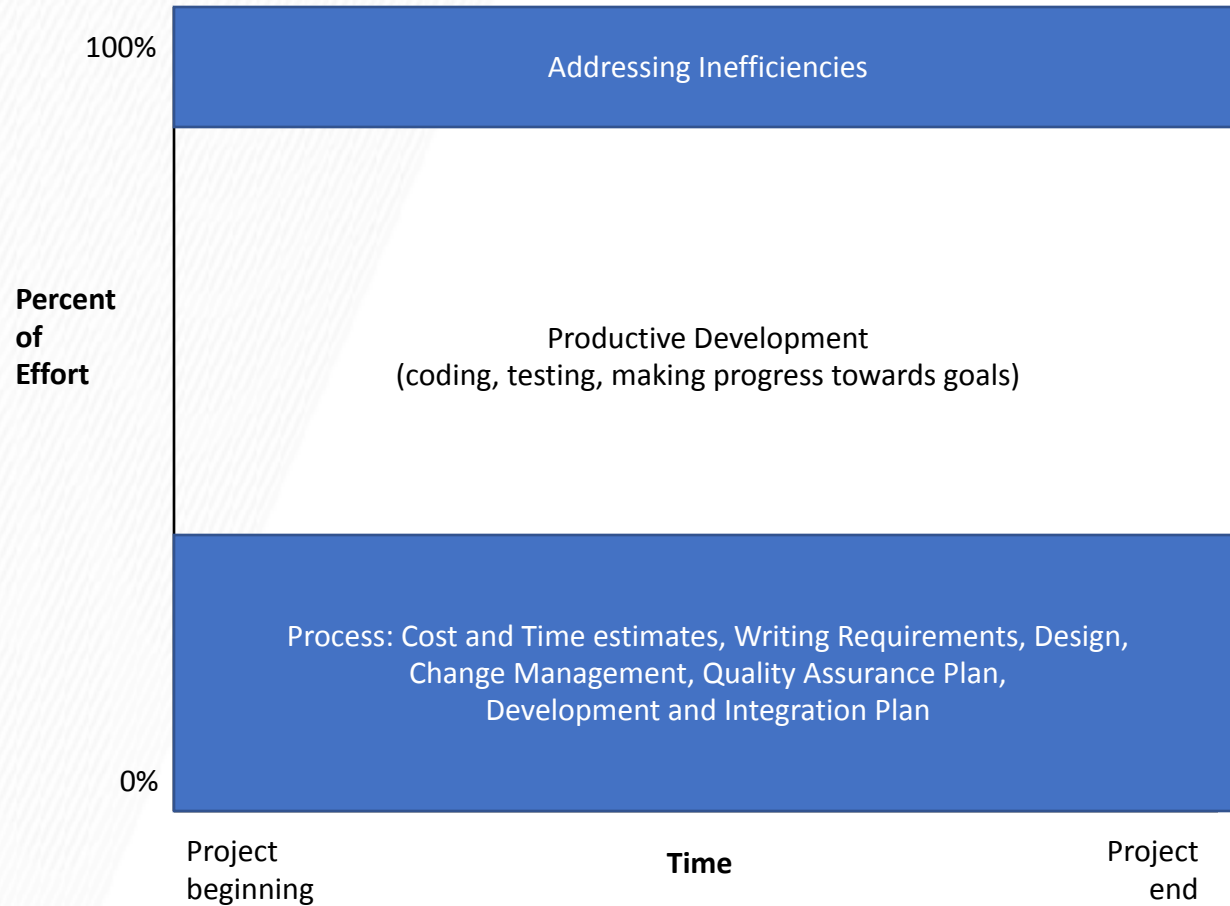 100%
Addressing Inefficiencies
Percent
of
Effort
Productive Development
(coding, testing, making progress towards goals)
Process: Cost and Time estimates, Writing Requirements, Design,
Change Management, Quality Assurance Plan,
Development and Integration Plan
0%
Project
beginning
Time
Project
end